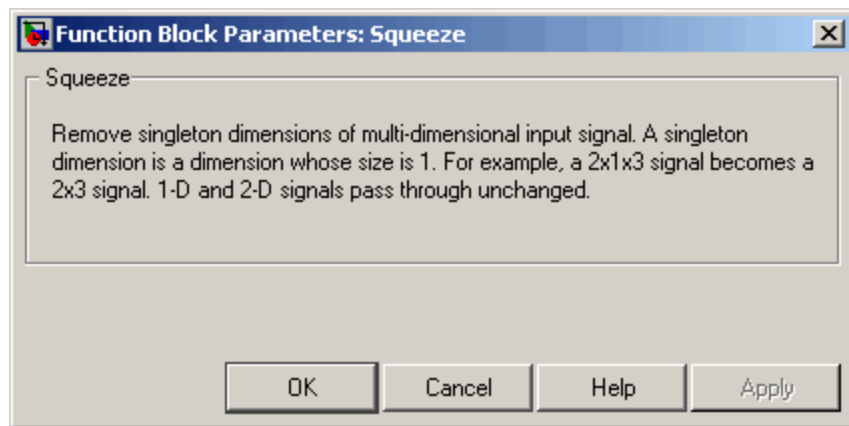 Function Block Parameters: Squeeze
Squeeze
Remove singleton dimensions of multi-dimensional input signal. A singleton
dimension is a dimension whose size is 1. For example, a 2x1x3 signal becomes a
2x3 signal. 1-D and 2-D signals pass through unchanged.
OK Cancel Help Apply